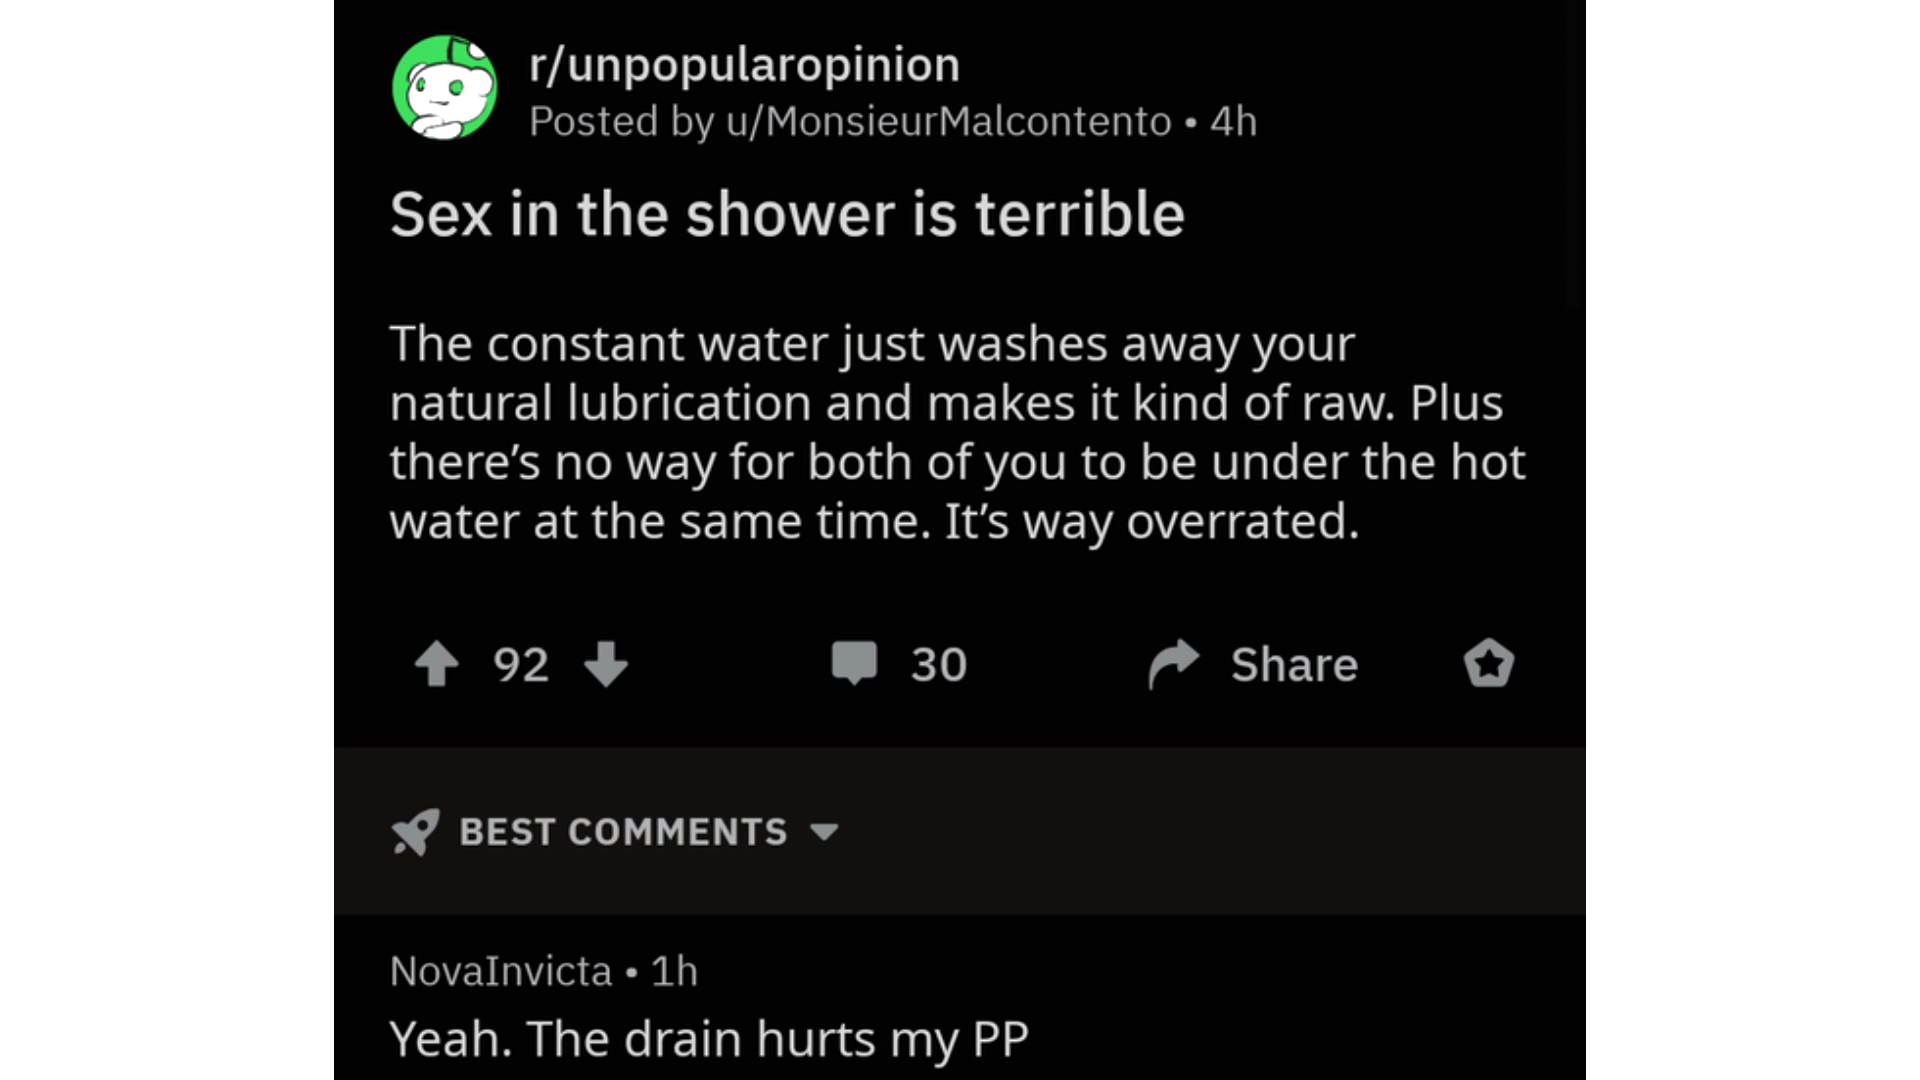 r/unpopularopinion
Posted by u/MonsieurMalcontento • 4h
Sex in the shower is terrible
The constant water just washes away your
natural lubrication and makes it kind of raw. Plus
there’s no way for both of you to be under the hot
water at the same time. It’s way overrated.
92 30 Share
BEST COMMENTS
NovaInvicta • 1h
Yeah. The drain hurts my PP